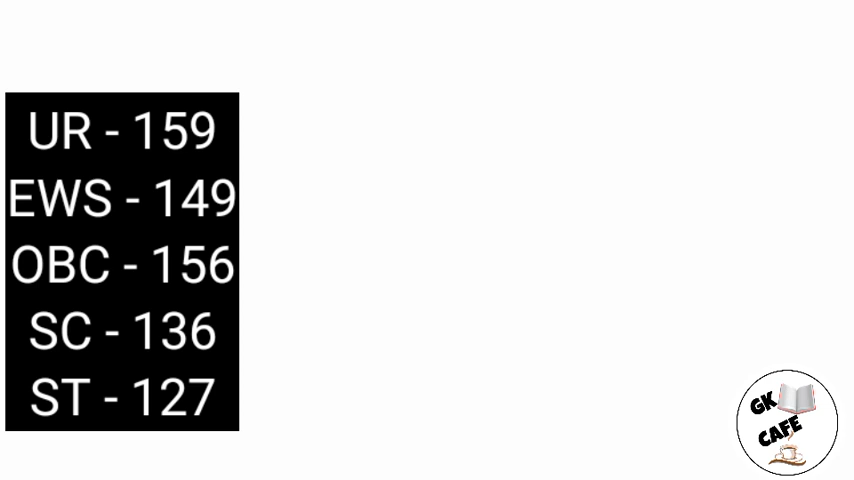 UR - 159
EWS - 149
OBC - 156
SC - 136
ST - 127
GK
CAFE